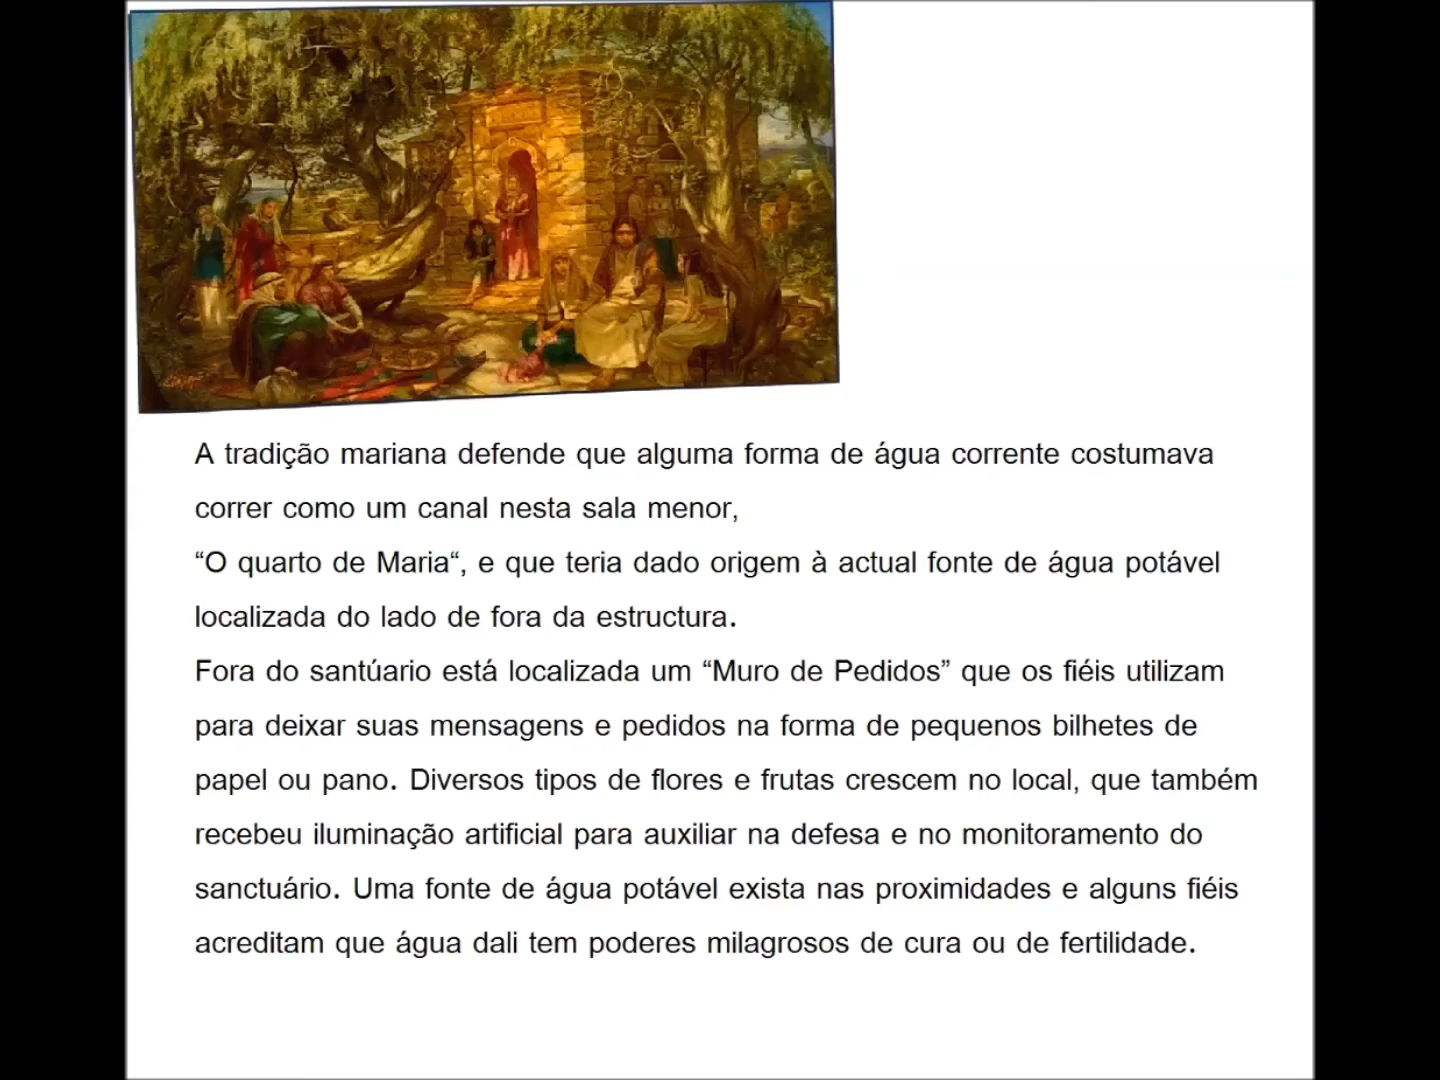 A tradição mariana defende que alguma forma de água corrente costumava
correr como um canal nesta sala menor,
“O quarto de Maria“, e que teria dado origem à actual fonte de água potável
localizada do lado de fora da estructura.
Fora do santúario está localizada um “Muro de Pedidos” que os fiéis utilizam
para deixar suas mensagens e pedidos na forma de pequenos bilhetes de
papel ou pano. Diversos tipos de flores e frutas crescem no local, que também
recebeu iluminação artificial para auxiliar na defesa e no monitoramento do
sanctuário. Uma fonte de água potável exista nas proximidades e alguns fiéis
acreditam que água dali tem poderes milagrosos de cura ou de fertilidade.